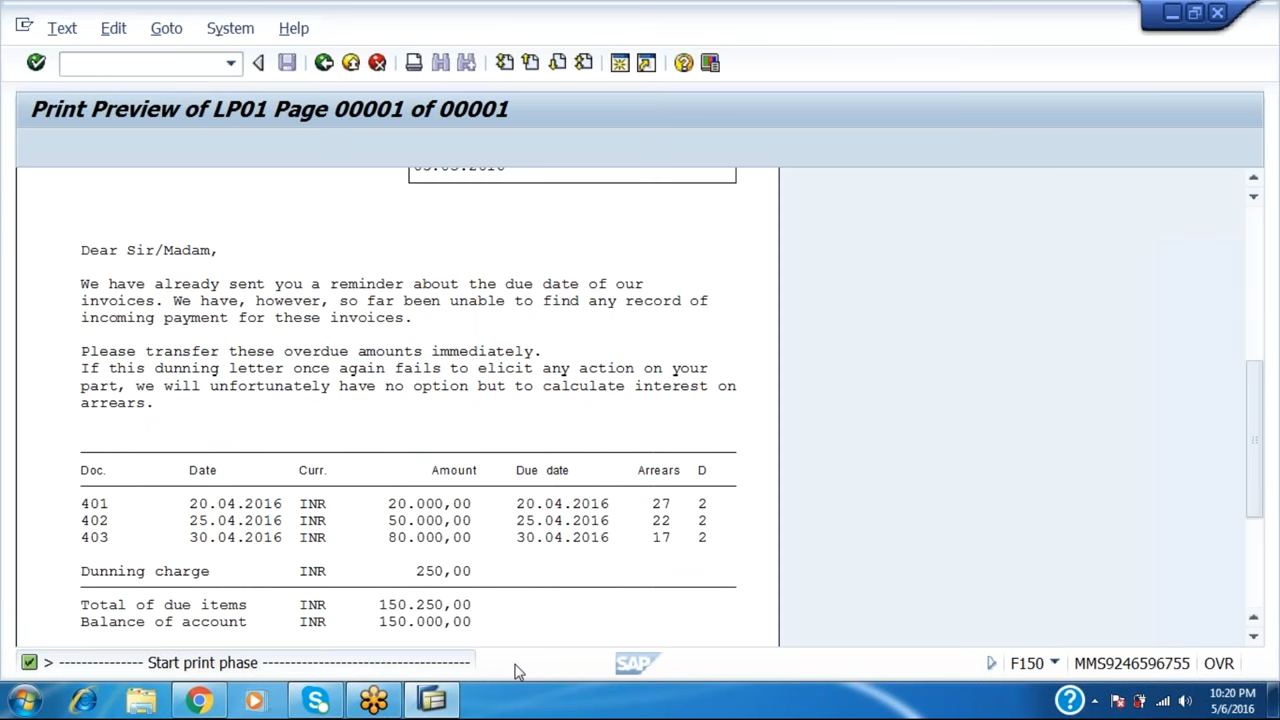 Text Edit Goto System Help
Print Preview of LP01 Page 00001 of 00001
Dear Sir/Madam,
We have already sent you a reminder about the due date of our
invoices. We have, however, so far been unable to find any record of
incoming payment for these invoices.
Please transfer these overdue amounts immediately.
If this dunning letter once again fails to elicit any action on your
part, we will unfortunately have no option but to calculate interest on
arrears.
Doc. Date Curr. Amount Due date Arrears D
401 20.04.2016 INR 20.000,00 20.04.2016 27 2
402 25.04.2016 INR 50.000,00 25.04.2016 22 2
403 30.04.2016 INR 80.000,00 30.04.2016 17 2
Dunning charge INR 250,00
Total of due items INR 150.250,00
Balance of account INR 150.000,00
> --------------- Start print phase -------------------------------------
SAP
F150 MMS9246596755 OVR
10:20 PM
5/6/2016